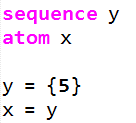 sequence y
atom x
y = {5}
x = y